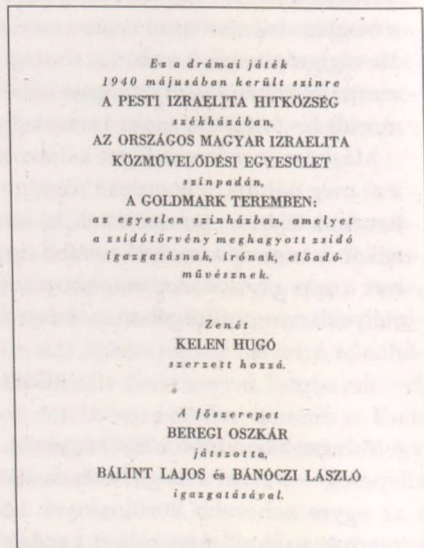 Ez a drámai játék
1940 májusában került szinre
A PESTI IZRAELITA HITKÖZSÉG
székházában,
AZ ORSZÁGOS MAGYAR IZRAELITA
KÖZMŰVELŐDÉSI EGYESÜLET
szinpadán,
A GOLDMARK TEREMBEN:
az egyetlen szinházban, amelyet
a zsidótörvény meghagyott zsidó
igazgatásnak, írónak, előadó-
művésznek.
Zenét
KELEN HUGÓ
szerzett hozzá.
A főszerepet
BEREGI OSZKÁR
játszotta,
BÁLINT LAJOS és BÁNÓCZI LÁSZLÓ
igazgatásával.